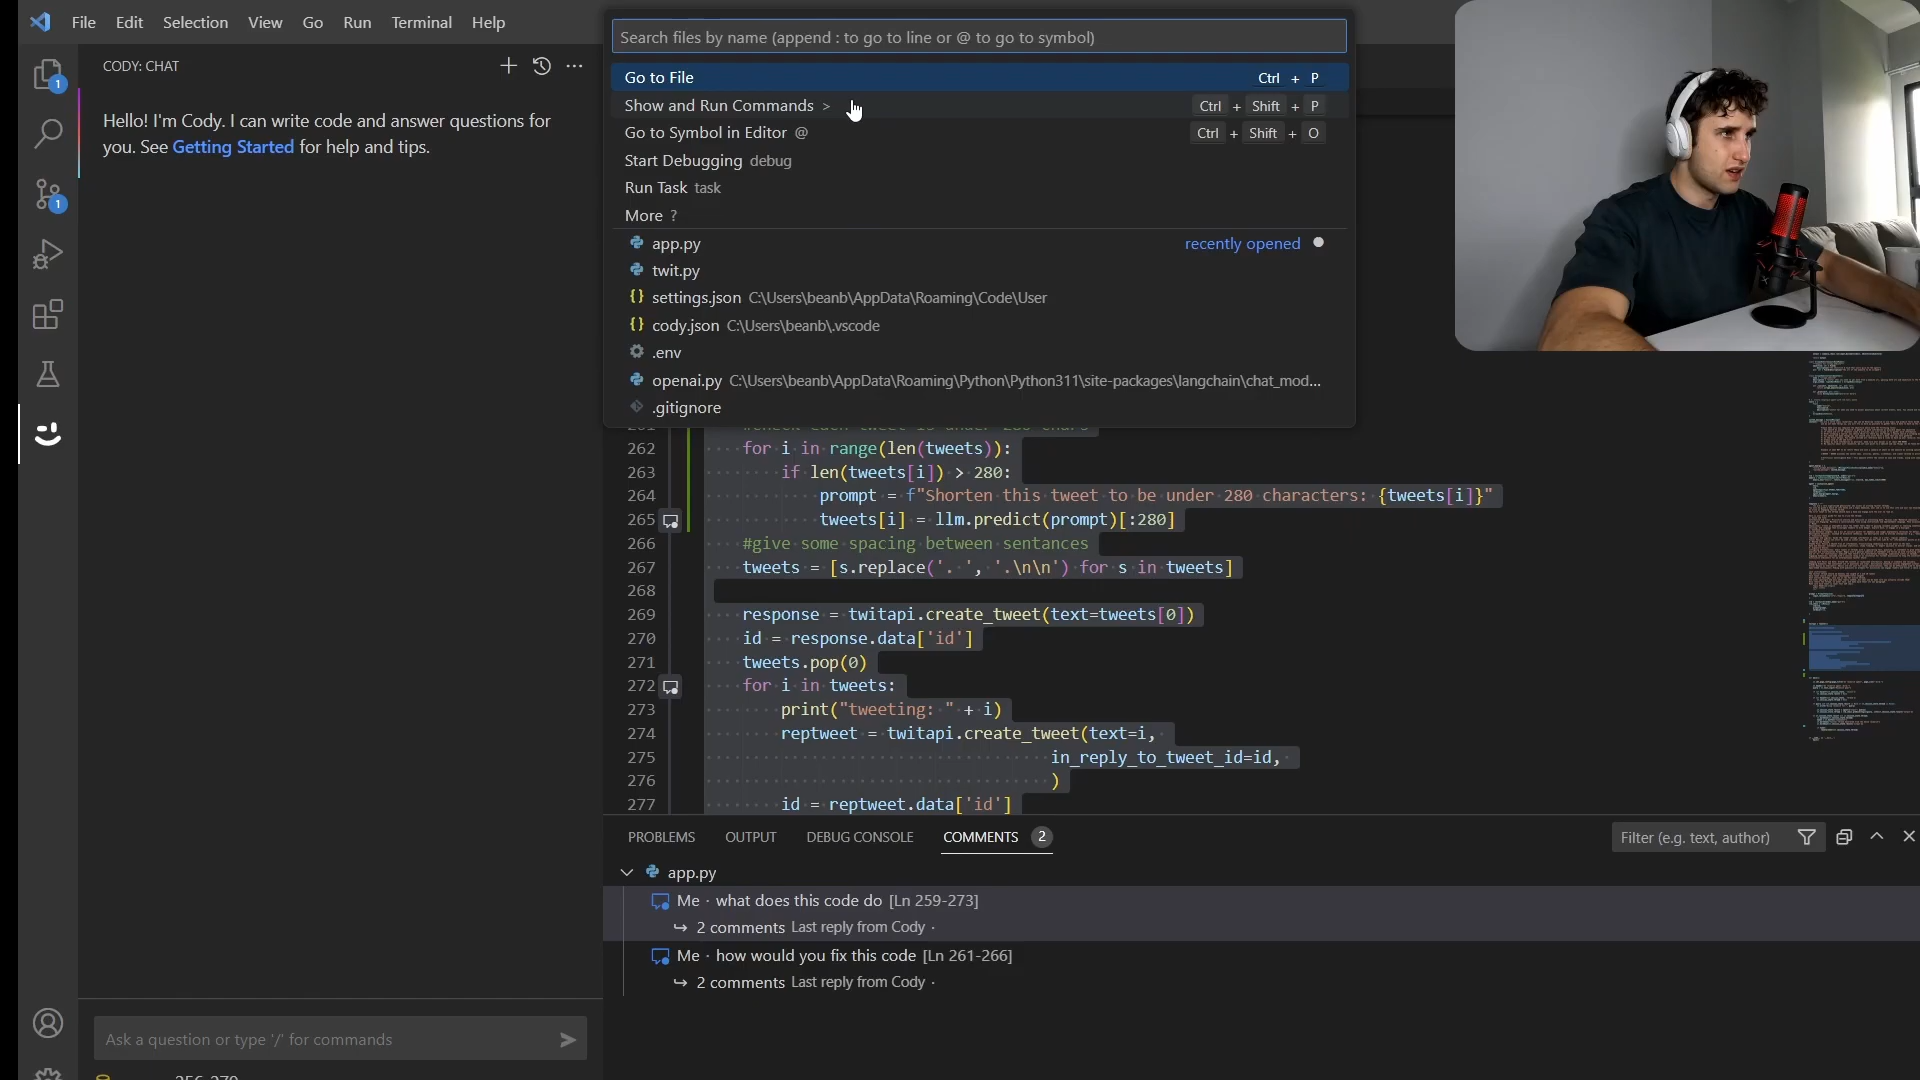 File Edit Selection View Go Run Terminal Help
Search files by name (append : to go to line or @ to go to symbol)
CODY: CHAT
Go to File Ctrl + P
Show and Run Commands > Ctrl + Shift + P
Go to Symbol in Editor @ Ctrl + Shift + O
Start Debugging debug
Run Task task
More ?
app.py recently opened
twit.py
settings.json C:\Users\beanb\AppData\Roaming\Code\User
cody.json C:\Users\beanb\.vscode
.env
openai.py C:\Users\beanb\AppData\Roaming\Python\Python311\site-packages\langchain\chat_mod...
.gitignore
1
1
Hello! I'm Cody. I can write code and answer questions for
you. See Getting Started for help and tips.
262 for i in range(len(tweets)):
263 if len(tweets[i]) > 280:
264 prompt = f"Shorten this tweet to be under 280 characters: {tweets[i]}"
265 tweets[i] = llm.predict(prompt)[:280]
266 #give some spacing between sentances
267 tweets = [s.replace('. ', '.\n\n') for s in tweets]
268
269 response = twitapi.create_tweet(text=tweets[0])
270 id = response.data['id']
271 tweets.pop(0)
272 for i in tweets:
273 print("tweeting: " + i)
274 reptweet = twitapi.create_tweet(text=i,
275 in_reply_to_tweet_id=id,
276 )
277 id = reptweet.data['id']
PROBLEMS OUTPUT DEBUG CONSOLE COMMENTS 2 Filter (e.g. text, author)
app.py
Me · what does this code do [Ln 259-273]
2 comments Last reply from Cody ·
Me · how would you fix this code [Ln 261-266]
2 comments Last reply from Cody ·
Ask a question or type '/' for commands